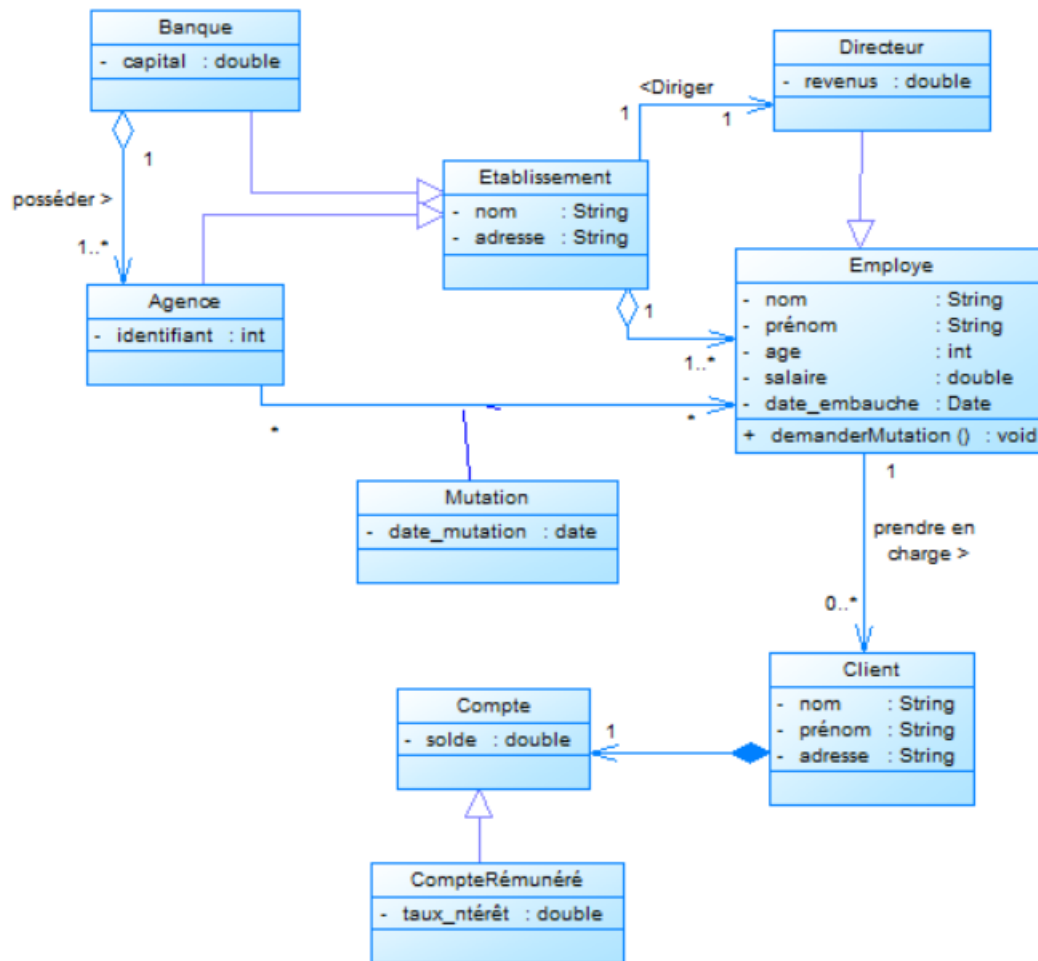 Banque
- capital : double
1
posséder >
1..*
Agence
- identifiant : int
*
Etablissement
- nom : String
- adresse : String
1
<Diriger
1
1
Directeur
- revenus : double
1..*
Employe
- nom : String
- prénom : String
- age : int
- salaire : double
- date_embauche : Date
+ demanderMutation () : void
*
Mutation
- date_mutation : date
1
prendre en
charge >
0..*
Client
- nom : String
- prénom : String
- adresse : String
1
Compte
- solde : double
CompteRémunéré
- taux_ntérêt : double